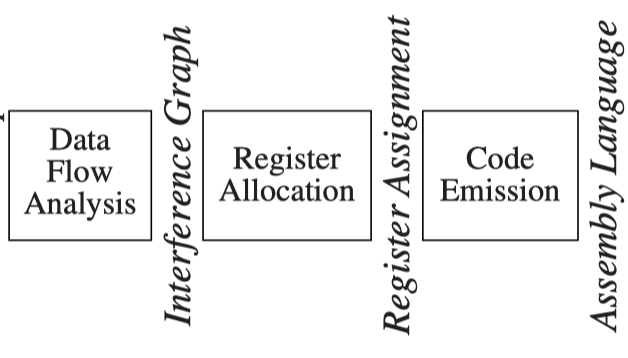 Data
Flow
Analysis
Interference Graph
Register
Allocation
Register Assignment
Code
Emission
Assembly Language